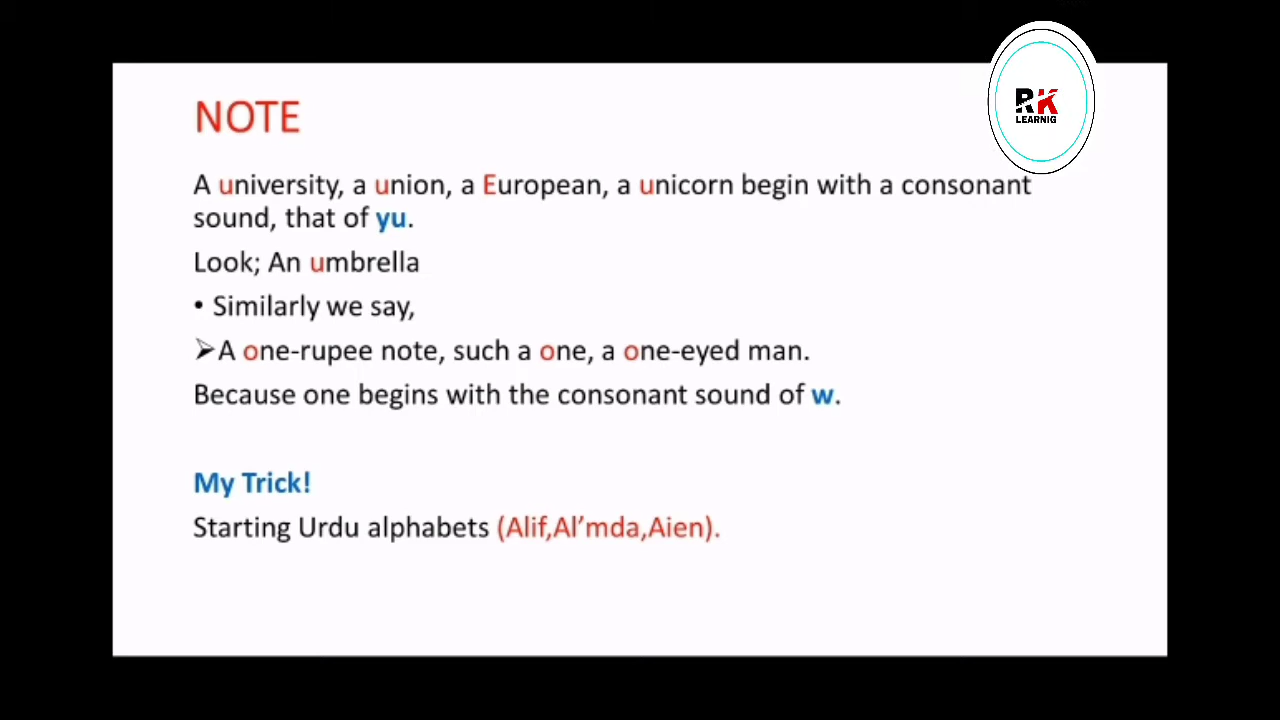 RK
LEARNIG
NOTE
A university, a union, a European, a unicorn begin with a consonant
sound, that of yu.
Look; An umbrella
• Similarly we say,
➢A one-rupee note, such a one, a one-eyed man.
Because one begins with the consonant sound of w.
My Trick!
Starting Urdu alphabets (Alif,Al’mda,Aien).